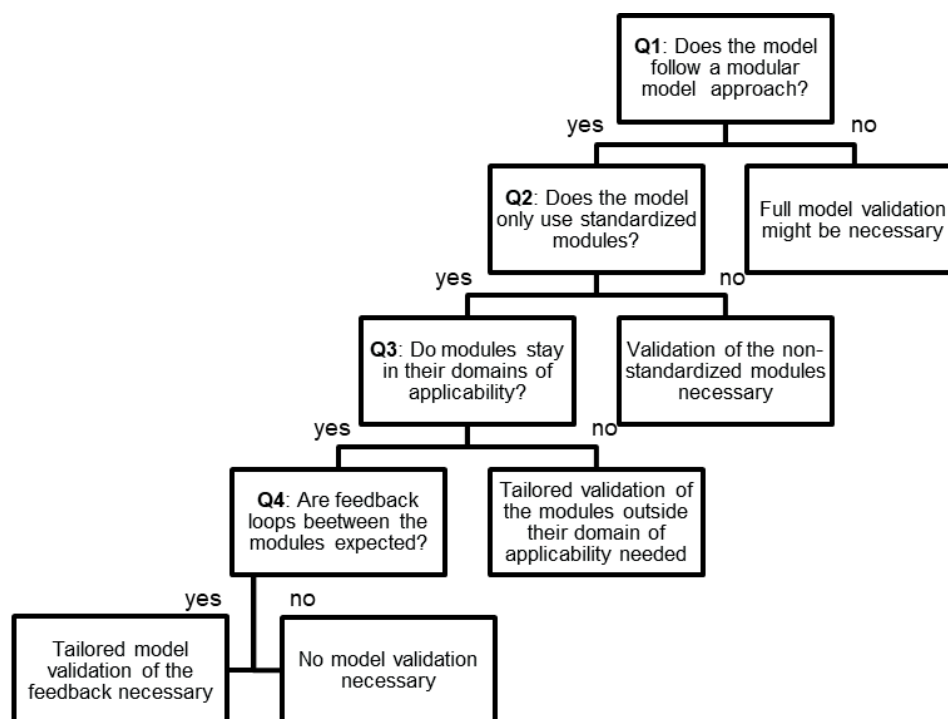 Q1: Does the model
follow a modular
model approach?
yes
no
Q2: Does the model
only use standardized
modules?
Full model validation
might be necessary
yes
no
Q3: Do modules stay
in their domains of
applicability?
Validation of the non-
standardized modules
necessary
yes
no
Q4: Are feedback
loops beetween the
modules expected?
Tailored validation of
the modules outside
their domain of
applicability needed
yes
no
Tailored model
validation of the
feedback necessary
No model validation
necessary